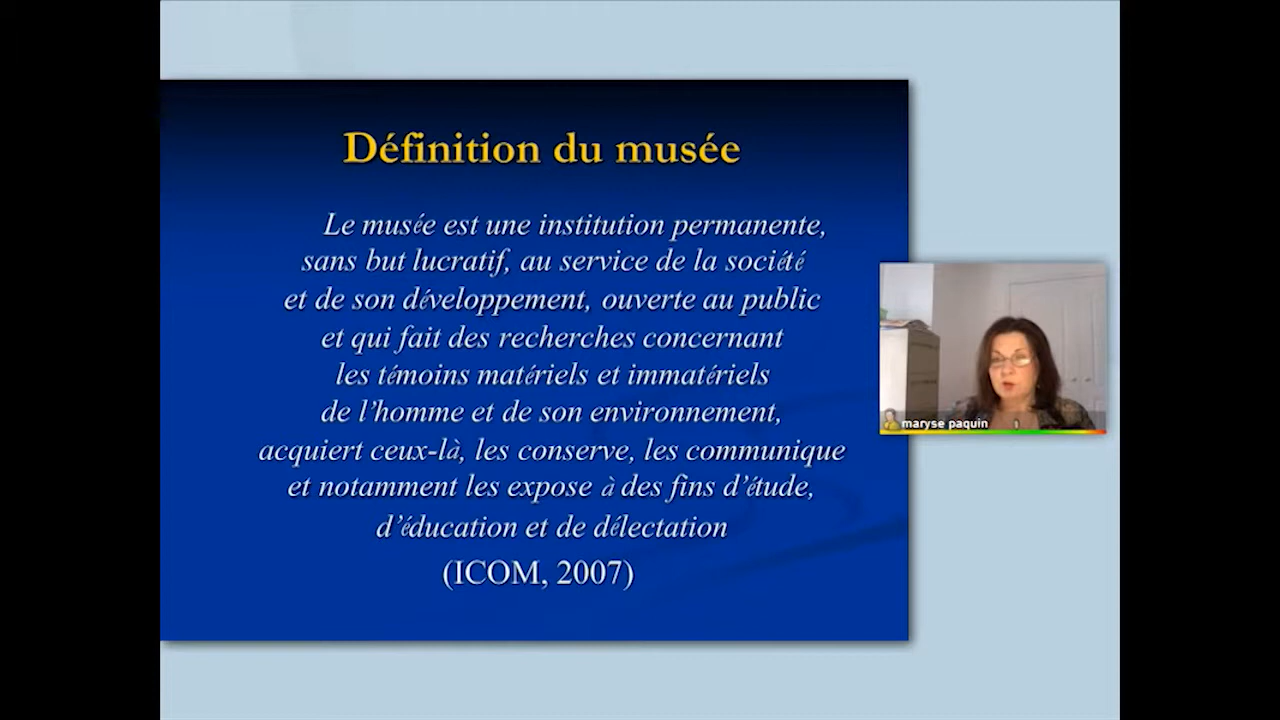 Définition du musée
Le musée est une institution permanente,
sans but lucratif, au service de la société
et de son développement, ouverte au public
et qui fait des recherches concernant
les témoins matériels et immatériels
de l’homme et de son environnement,
acquiert ceux-là, les conserve, les communique
et notamment les expose à des fins d’étude,
d’éducation et de délectation
(ICOM, 2007)
maryse paquin